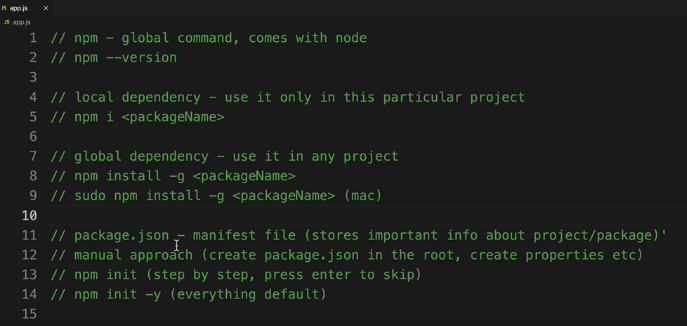 JS app.js ×
JS app.js
1 // npm - global command, comes with node
2 // npm --version
3
4 // local dependency - use it only in this particular project
5 // npm i <packageName>
6
7 // global dependency - use it in any project
8 // npm install -g <packageName>
9 // sudo npm install -g <packageName> (mac)
10
11 // package.json - manifest file (stores important info about project/package)'
12 // manual approach (create package.json in the root, create properties etc)
13 // npm init (step by step, press enter to skip)
14 // npm init -y (everything default)
15